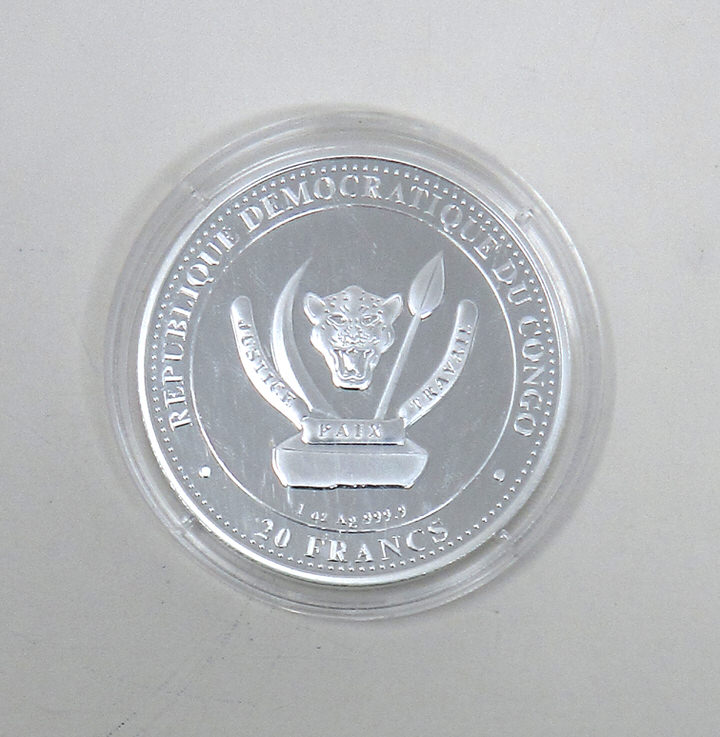 REPUBLIQUE DEMOCRATIQUE DU CONGO
JUSTICE
PAIX
TRAVAIL
1 oz Ag 999.9
20 FRANCS